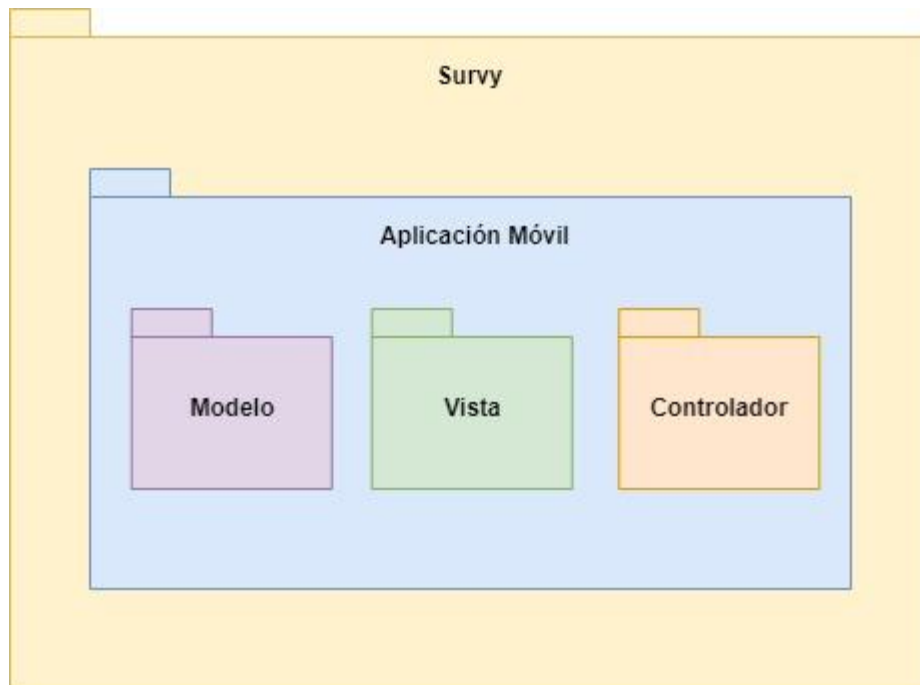 Survy
Aplicación Móvil
Modelo
Vista
Controlador